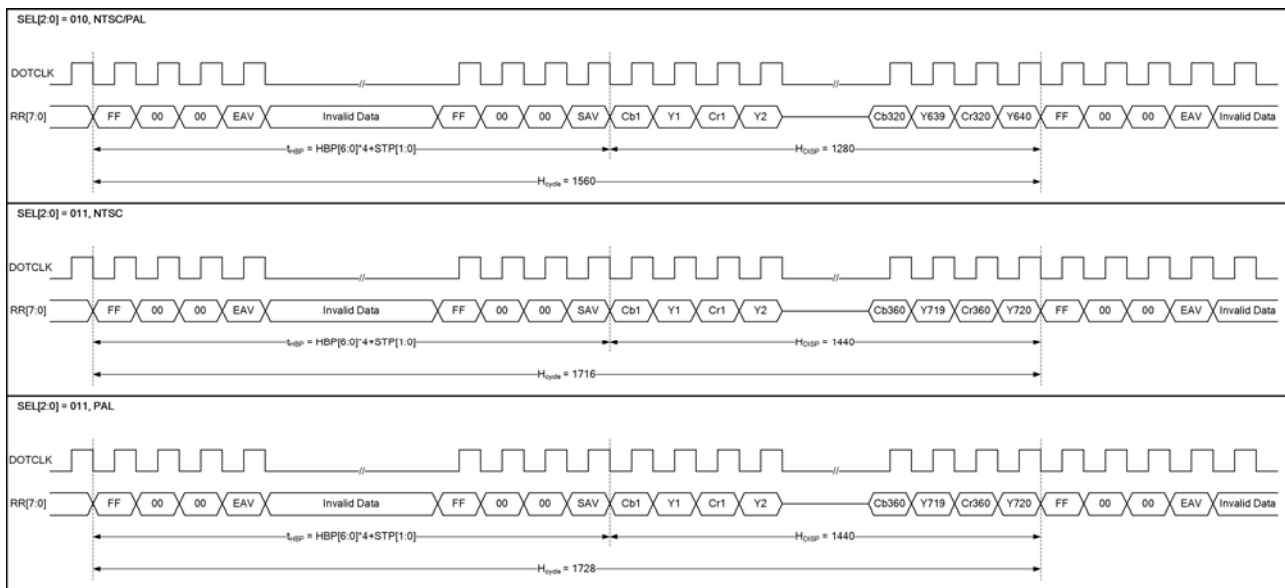 SEL[2:0] = 010, NTSC/PAL
DOTCLK // //
RR[7:0] FF 00 00 EAV Invalid Data FF 00 00 SAV Cb1 Y1 Cr1 Y2 Cb320 Y639 Cr320 Y640 FF 00 00 EAV Invalid Data
tHBP = HBP[6:0]*4+STP[1:0] HDISP = 1280
Hcycle = 1560
SEL[2:0] = 011, NTSC
DOTCLK // //
RR[7:0] FF 00 00 EAV Invalid Data FF 00 00 SAV Cb1 Y1 Cr1 Y2 Cb360 Y719 Cr360 Y720 FF 00 00 EAV Invalid Data
tHBP = HBP[6:0]*4+STP[1:0] HDISP = 1440
Hcycle = 1716
SEL[2:0] = 011, PAL
DOTCLK // //
RR[7:0] FF 00 00 EAV Invalid Data FF 00 00 SAV Cb1 Y1 Cr1 Y2 Cb360 Y719 Cr360 Y720 FF 00 00 EAV Invalid Data
tHBP = HBP[6:0]*4+STP[1:0] HDISP = 1440
Hcycle = 1728